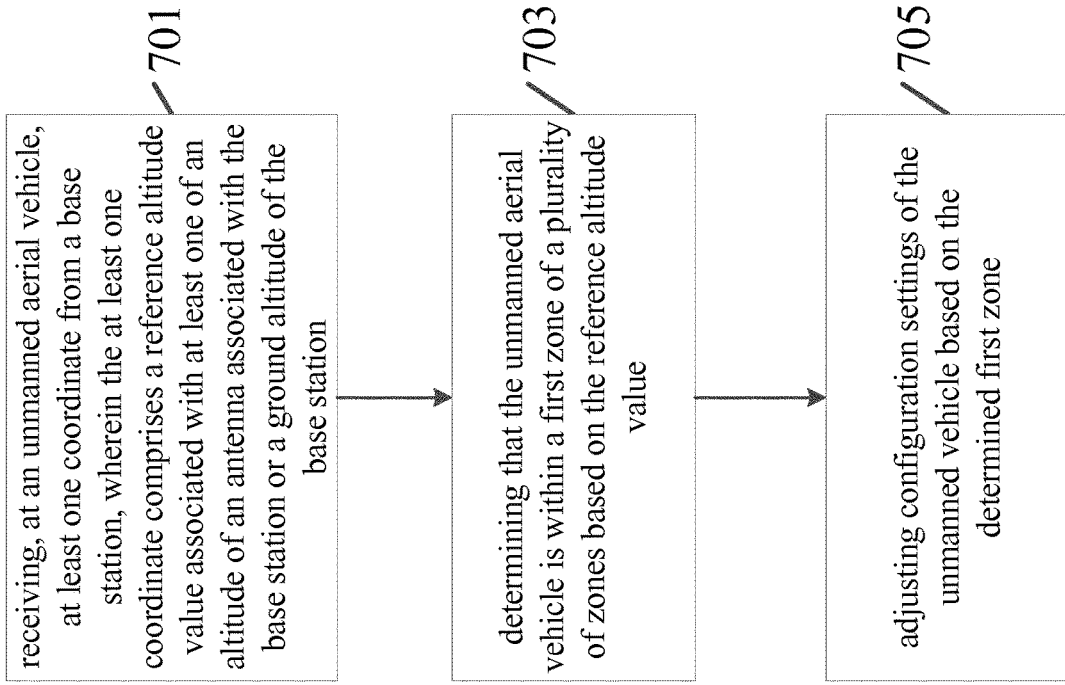 receiving, at an unmanned aerial vehicle,
at least one coordinate from a base
station, wherein the at least one
coordinate comprises a reference altitude
value associated with at least one of an
altitude of an antenna associated with the
base station or a ground altitude of the
base station
701
determining that the unmanned aerial
vehicle is within a first zone of a plurality
of zones based on the reference altitude
value
703
adjusting configuration settings of the
unmanned vehicle based on the
determined first zone
705